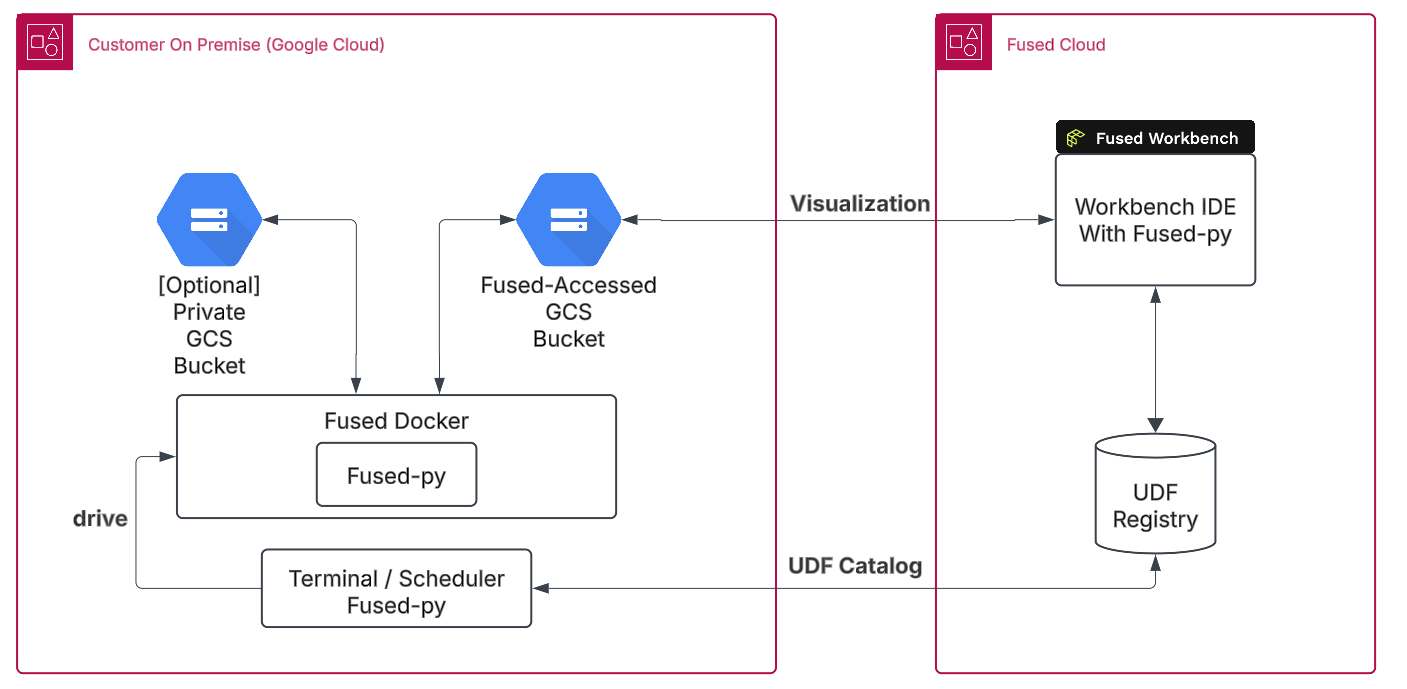 Customer On Premise (Google Cloud)
Fused Cloud
Fused Workbench
Workbench IDE
With Fused-py
Visualization
[Optional]
Private
GCS
Bucket
Fused-Accessed
GCS
Bucket
Fused Docker
Fused-py
drive
UDF
Registry
UDF Catalog
Terminal / Scheduler
Fused-py